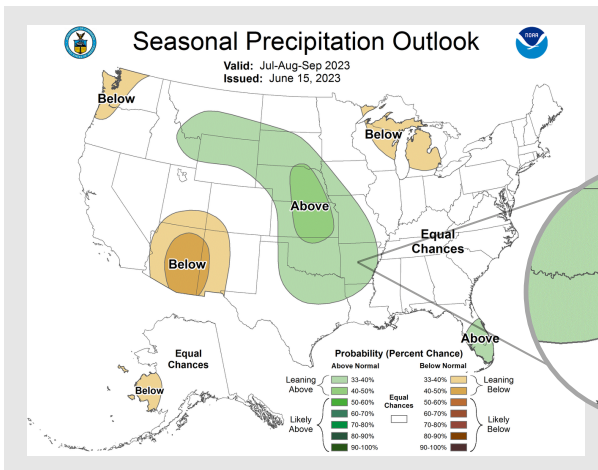 Seasonal Precipitation Outlook
Valid: Jul-Aug-Sep 2023
Issued: June 15, 2023
NOAA
Below
Below
Above
Equal
Chances
Below
Above
Equal
Chances
Below
Probability (Percent Chance)
Above Normal
Below Normal
Leaning
Above
33-40%
40-50%
50-60%
60-70%
70-80%
80-90%
90-100%
Likely
Above
Equal
Chances
33-40%
40-50%
50-60%
60-70%
70-80%
80-90%
90-100%
Leaning
Below
Likely
Below